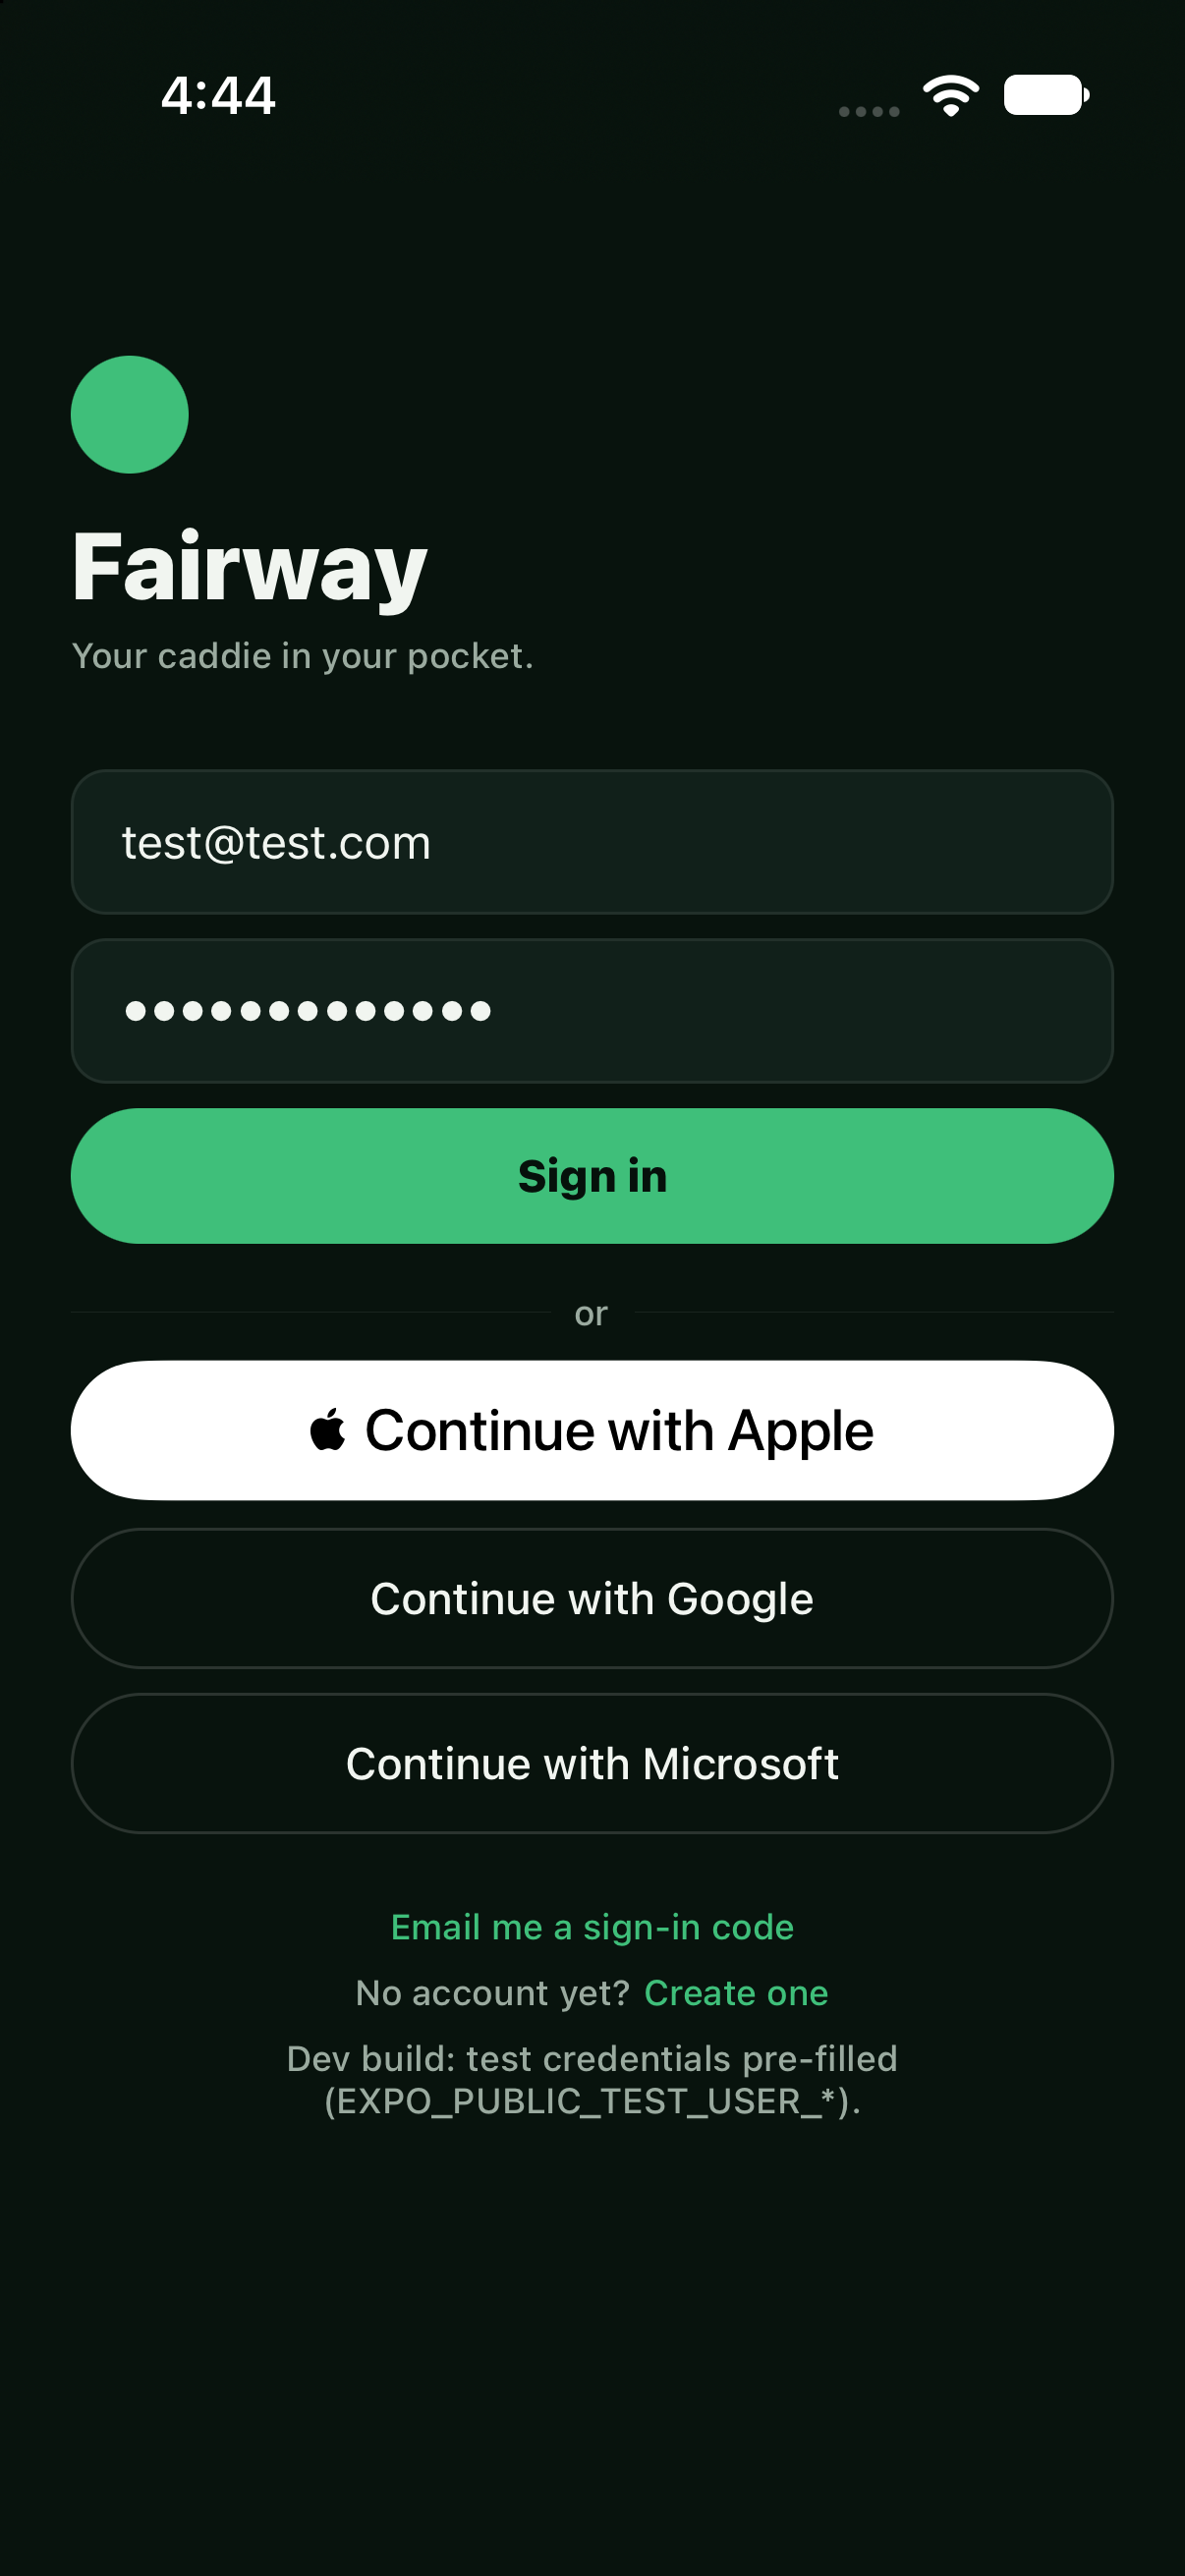 4:44
Fairway
Your caddie in your pocket.
test@test.com
•••••••••••••
Sign in
or
Continue with Apple
Continue with Google
Continue with Microsoft
Email me a sign-in code
No account yet? Create one
Dev build: test credentials pre-filled
(EXPO_PUBLIC_TEST_USER_*).